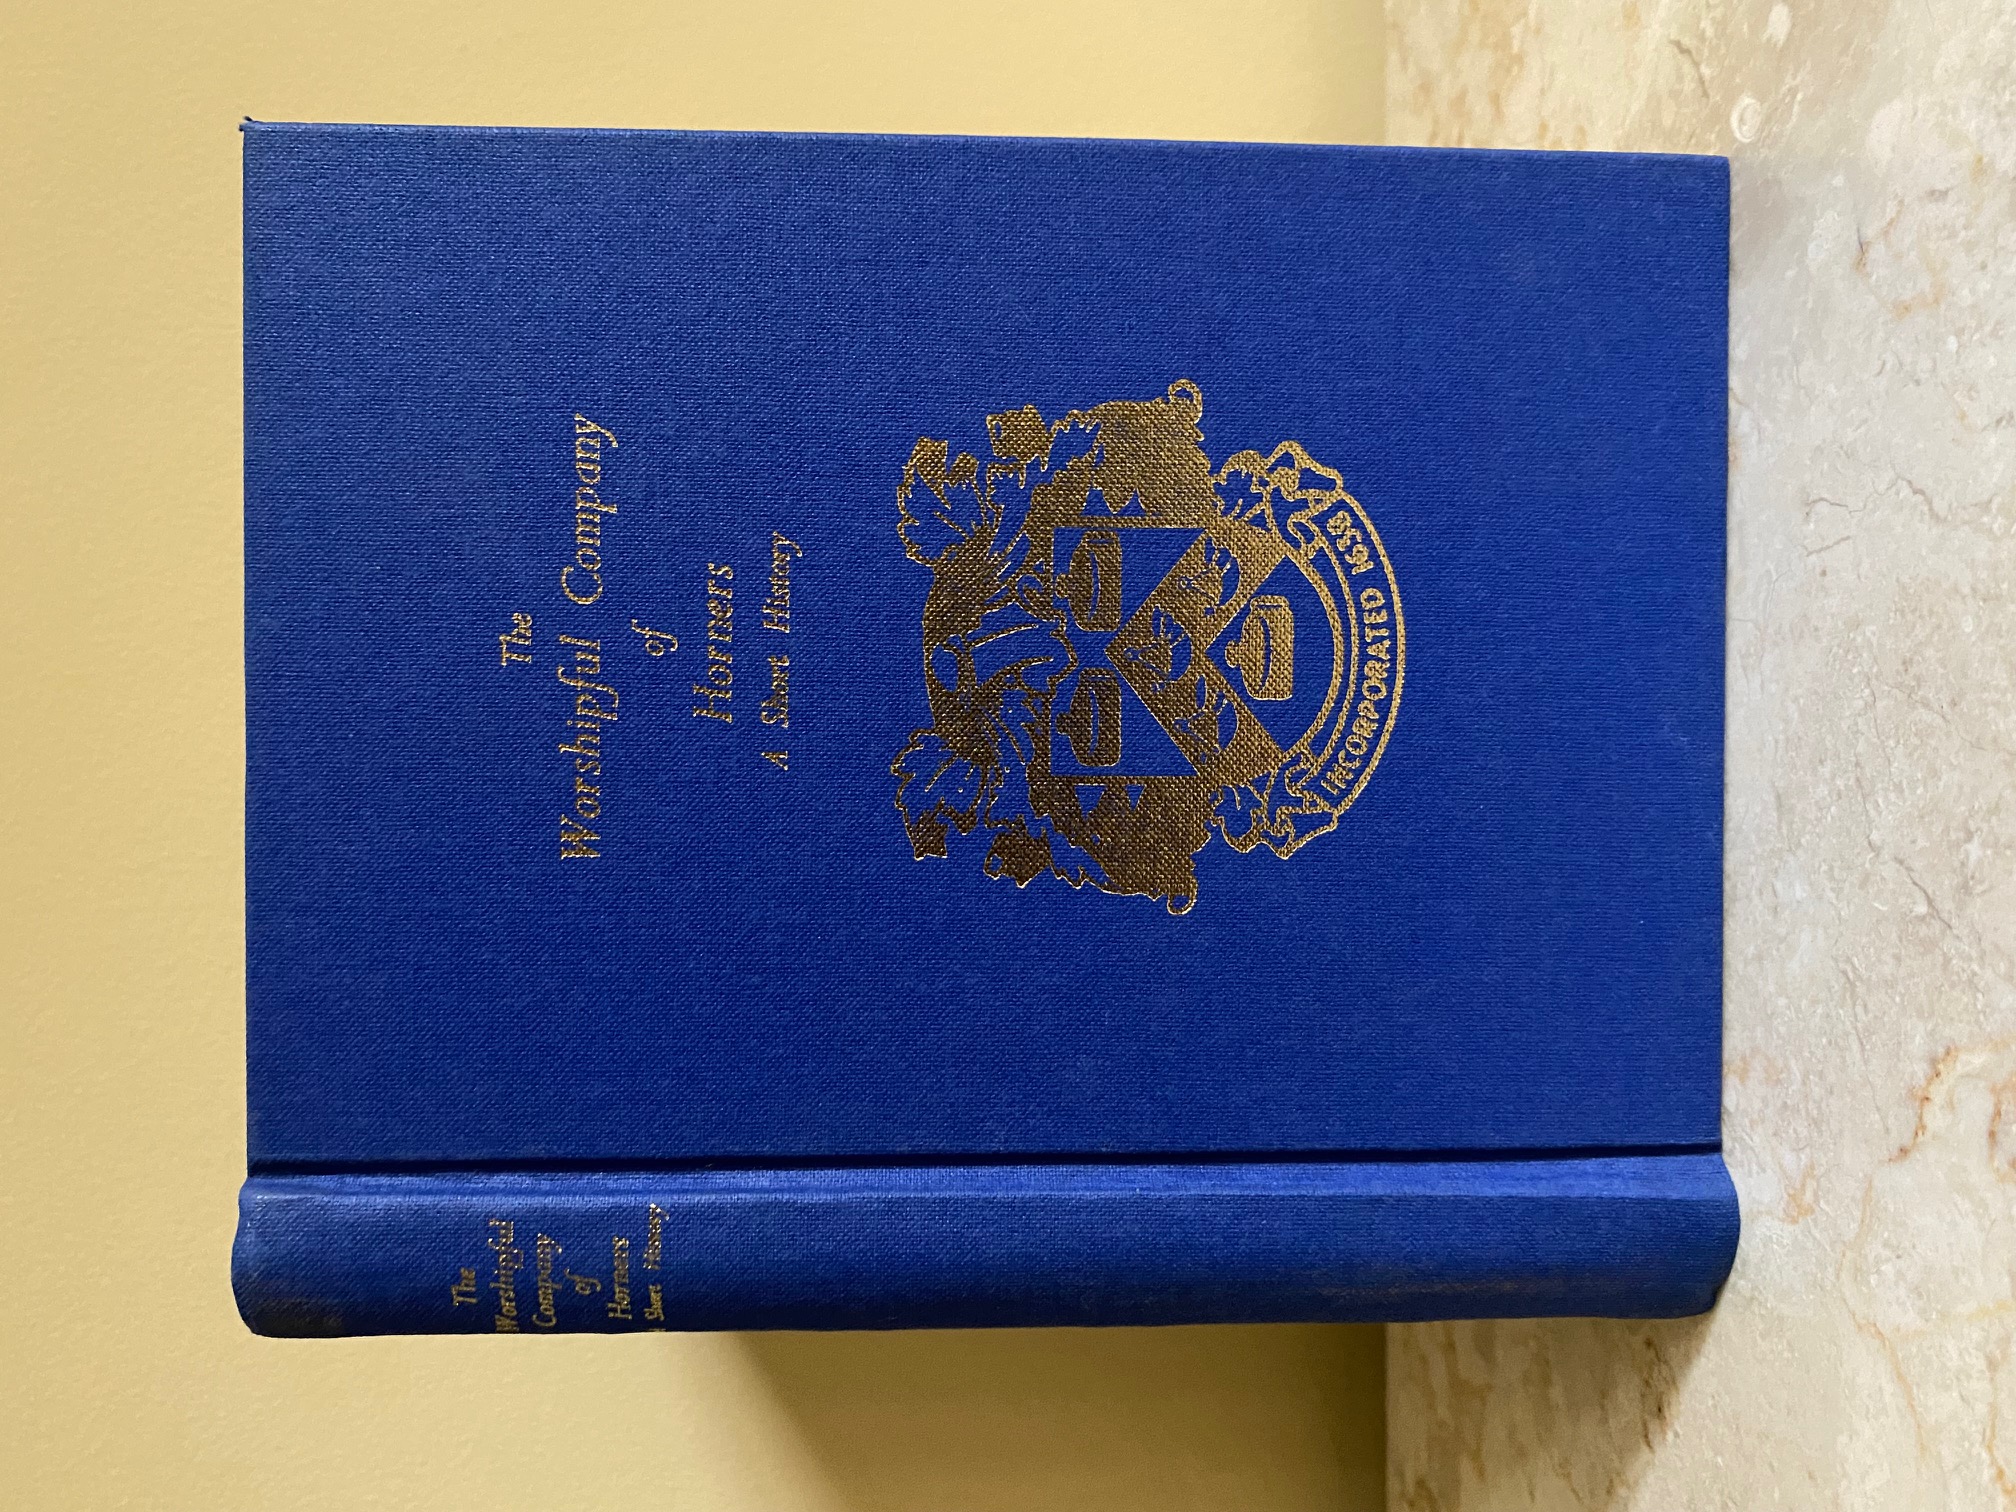 The
Worshipful Company
of
Horners
A Short History
INCORPORATED 1638
The
Worshipful
Company
of
Horners
A Short History